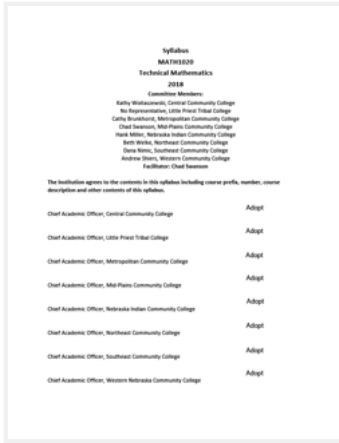 Syllabus
MATH1020
Technical Mathematics
2018
Committee Members:
Kathy Woitaszewski, Central Community College
No Representative, Little Priest Tribal College
Cathy Brunkhorst, Metropolitan Community College
Chad Swanson, Mid-Plains Community College
Hank Miller, Nebraska Indian Community College
Beth Welke, Northeast Community College
Dana Nimic, Southeast Community College
Andrew Shiers, Western Community College
Facilitator: Chad Swanson
The Institution agrees to the contents in this syllabus including course prefix, number, course
description and other contents of this syllabus.
Adopt
Chief Academic Officer, Central Community College
Adopt
Chief Academic Officer, Little Priest Tribal College
Adopt
Chief Academic Officer, Metropolitan Community College
Adopt
Chief Academic Officer, Mid-Plains Community College
Adopt
Chief Academic Officer, Nebraska Indian Community College
Adopt
Chief Academic Officer, Northeast Community College
Adopt
Chief Academic Officer, Southeast Community College
Adopt
Chief Academic Officer, Western Nebraska Community College